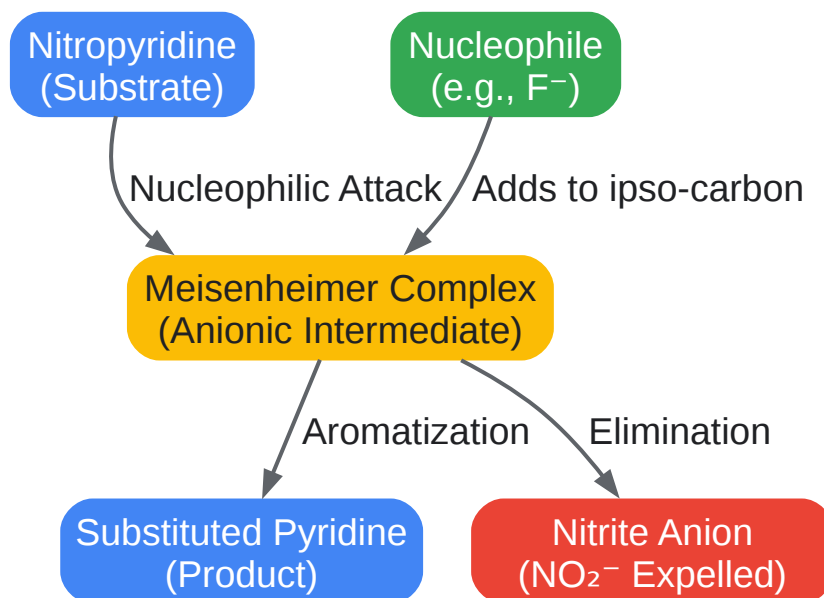 Nitropyridine
(Substrate)
Nucleophile
(e.g., F⁻)
Nucleophilic Attack
Adds to ipso-carbon
Meisenheimer Complex
(Anionic Intermediate)
Aromatization
Elimination
Substituted Pyridine
(Product)
Nitrite Anion
(NO₂⁻ Expelled)